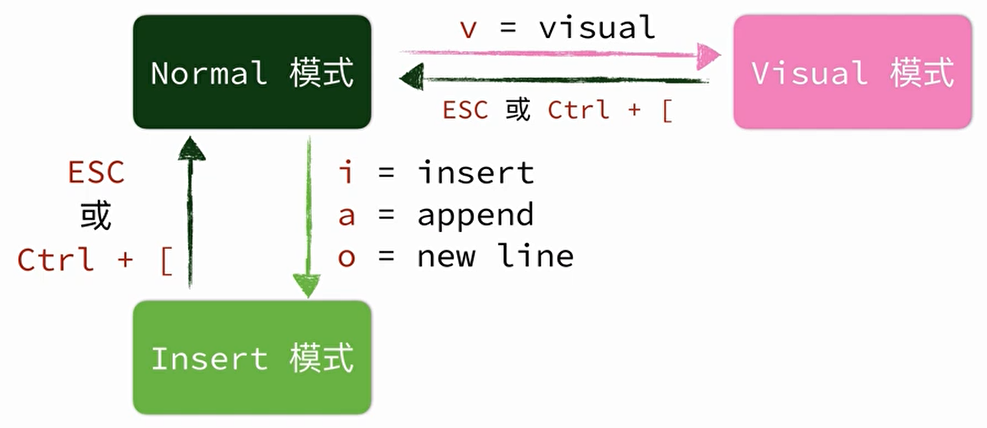 v = visual
Normal 模式
Visual 模式
ESC 或 Ctrl + [
ESC
或
Ctrl + [
i = insert
a = append
o = new line
Insert 模式